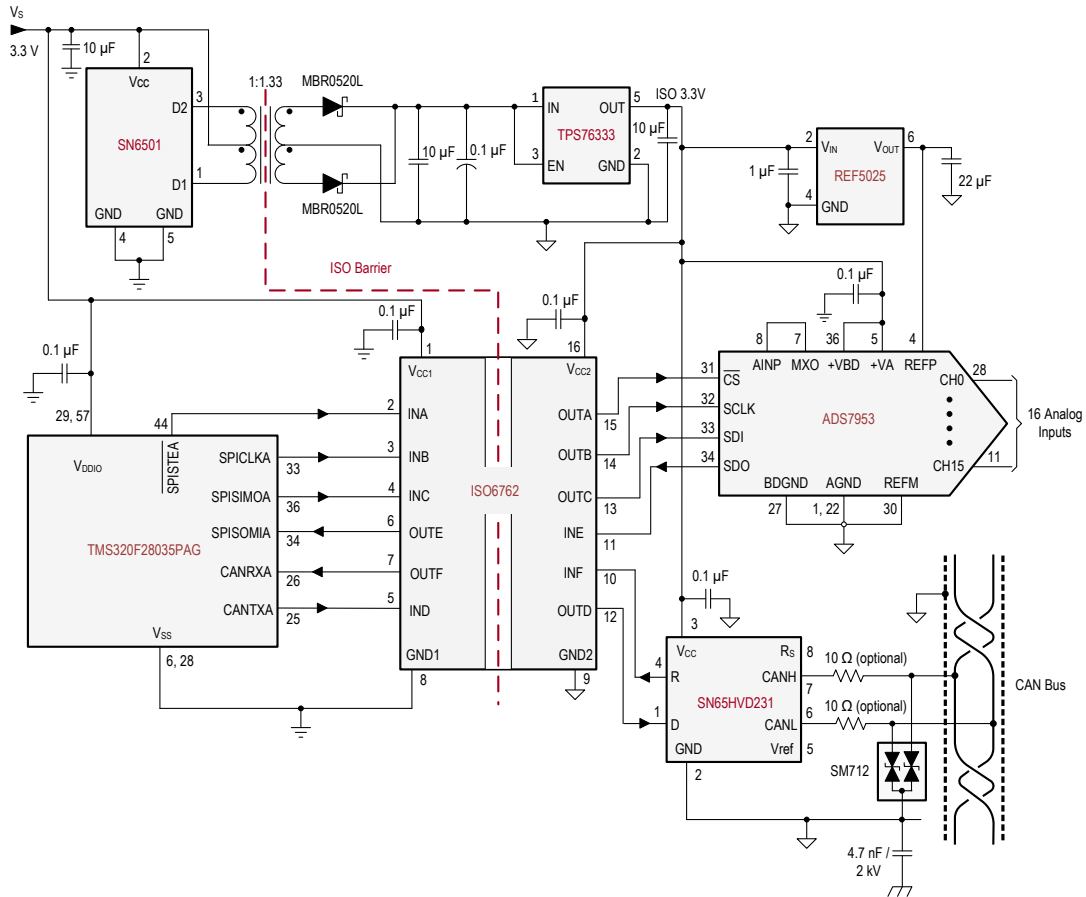 VS
3.3 V
10 µF
2
Vcc
D2
3
SN6501
D1
1
GND
GND
4
5
1:1.33
MBR0520L
MBR0520L
10 µF
0.1 µF
1
IN
OUT
5
TPS76333
3
EN
GND
2
ISO 3.3V
10 µF
2
VIN
VOUT
6
REF5025
1 µF
4
GND
22 µF
ISO Barrier
0.1 µF
0.1 µF
0.1 µF
0.1 µF
29, 57
44
VDDIO
SPISTEA
SPICLKA
33
SPISIMOA
36
SPISOMIA
34
TMS320F28035PAG
CANRXA
26
CANTXA
25
VSS
6, 28
1
16
VCC1
VCC2
2
INA
OUTA
15
3
INB
OUTB
14
ISO6762
4
INC
OUTC
13
6
OUTE
INE
11
7
OUTF
INF
10
5
IND
OUTD
12
GND1
GND2
8
9
8
7
36
5
4
AINP
MXO
+VBD
+VA
REFP
31
CS
CH0
28
32
SCLK
ADS7953
16 Analog
Inputs
33
SDI
34
SDO
CH15
11
BDGND
AGND
REFM
27
1, 22
30
0.1 µF
3
VCC
RS
8
4
R
CANH
7
SN65HVD231
1
D
CANL
6
GND
Vref
5
2
10 Ω (optional)
10 Ω (optional)
SM712
CAN Bus
4.7 nF /
2 kV